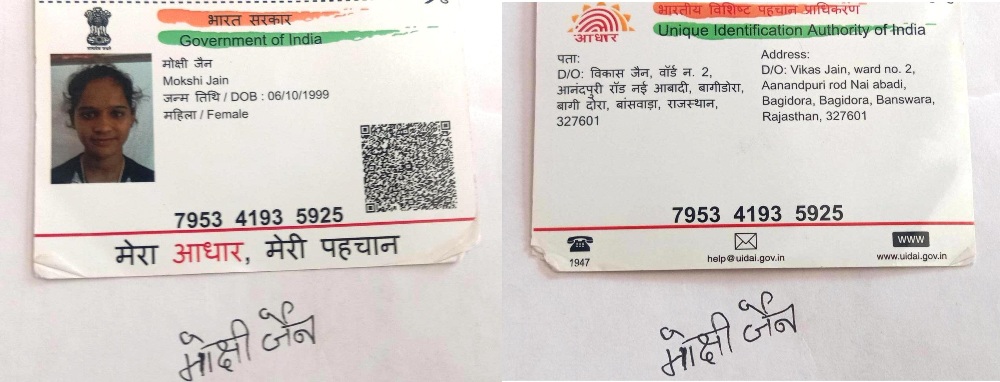 भारत सरकार
Government of India
मोक्षी जैन
Mokshi Jain
जन्म तिथि / DOB : 06/10/1999
महिला / Female
7953 4193 5925
मेरा आधार, मेरी पहचान
मोक्षी जैन
भारतीय विशिष्ट पहचान प्राधिकरण
आधार
Unique Identification Authority of India
पता:
D/O: विकास जैन, वॉर्ड न. 2,
आनंदपुरी रॉड नई आबादी, बागीडोरा,
बागी दोरा, बांसवाड़ा, राजस्थान,
327601
Address:
D/O: Vikas Jain, ward no. 2,
Aanandpuri rod Nai abadi,
Bagidora, Bagidora, Banswara,
Rajasthan, 327601
7953 4193 5925
1947
help@uidai.gov.in
www
www.uidai.gov.in
मोक्षी जैन